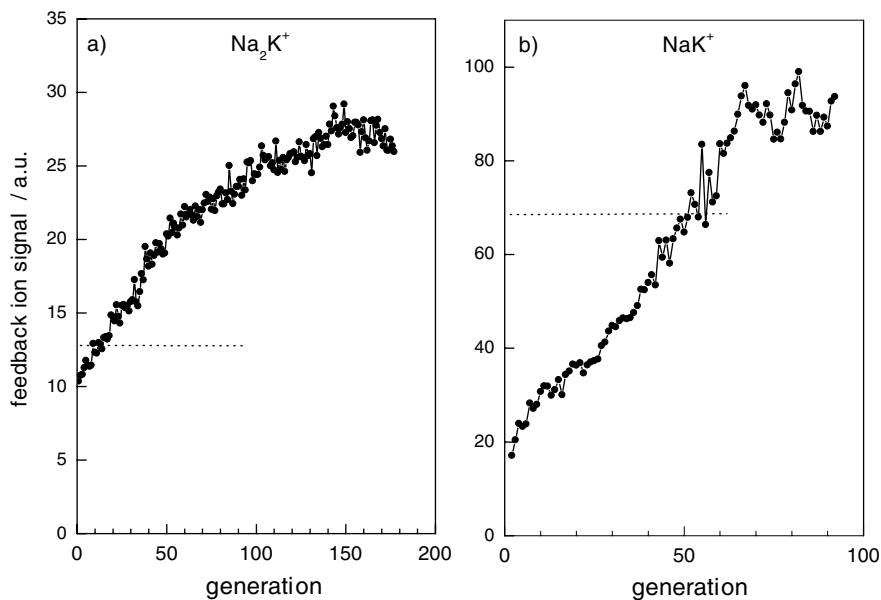 feedback ion signal / a.u.
a) Na₂K⁺
35
30
25
20
15
10
5
0
0 50 100 150 200
generation
b) NaK⁺
100
80
60
40
20
0
0 50 100
generation